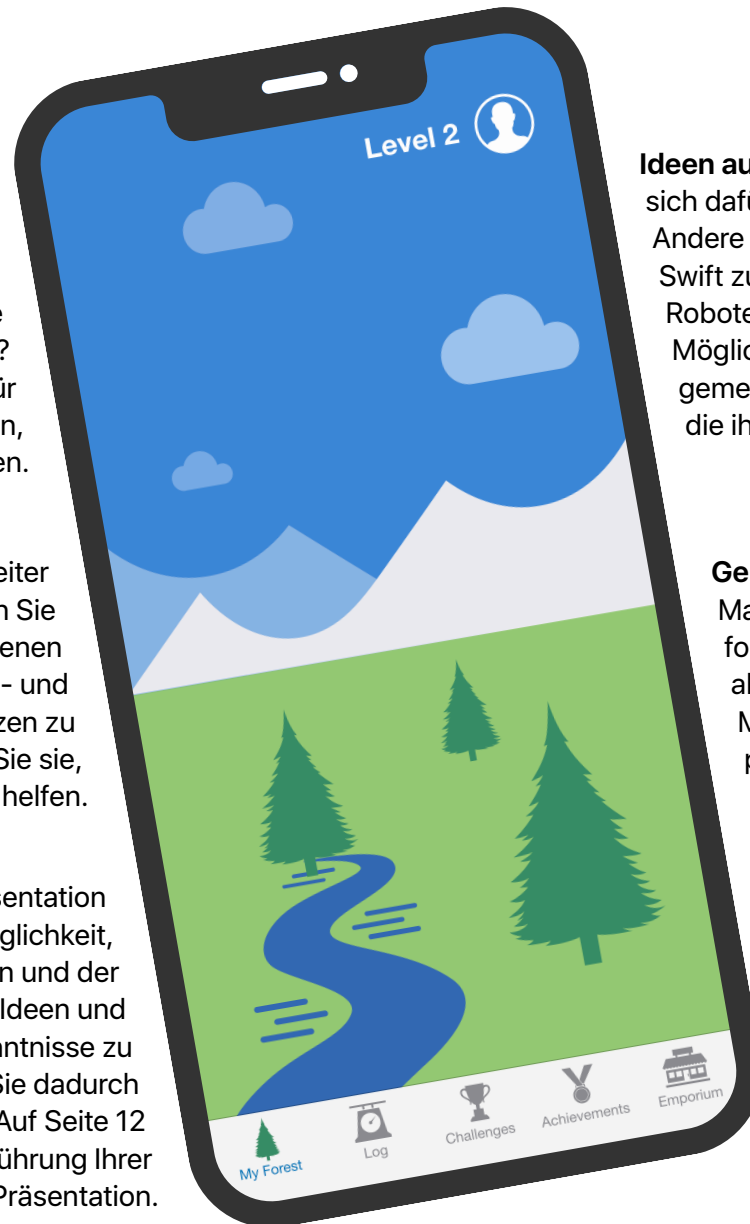 e
?
ür
n,
en.
eiter
n Sie
enen
- und
zen zu
Sie sie,
helfen.
sentation
glichkeit,
n und der
Ideen und
ntnisse zu
Sie dadurch
Auf Seite 12
führung Ihrer
Präsentation.
Level 2
My Forest
Log
Challenges
Achievements
Emporium
Ideen au
sich dafü
Andere
Swift zu
Robote
Möglic
geme
die ih
Ge
Ma
fo
al
M
p